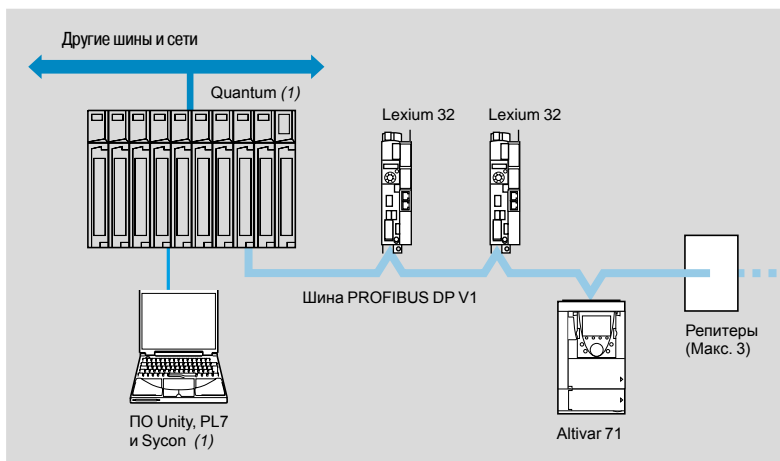 Другие шины и сети
Quantum (1)
Lexium 32
Lexium 32
Шина PROFIBUS DP V1
Репитеры
(Макс. 3)
ПО Unity, PL7
и Sycon (1)
Altivar 71